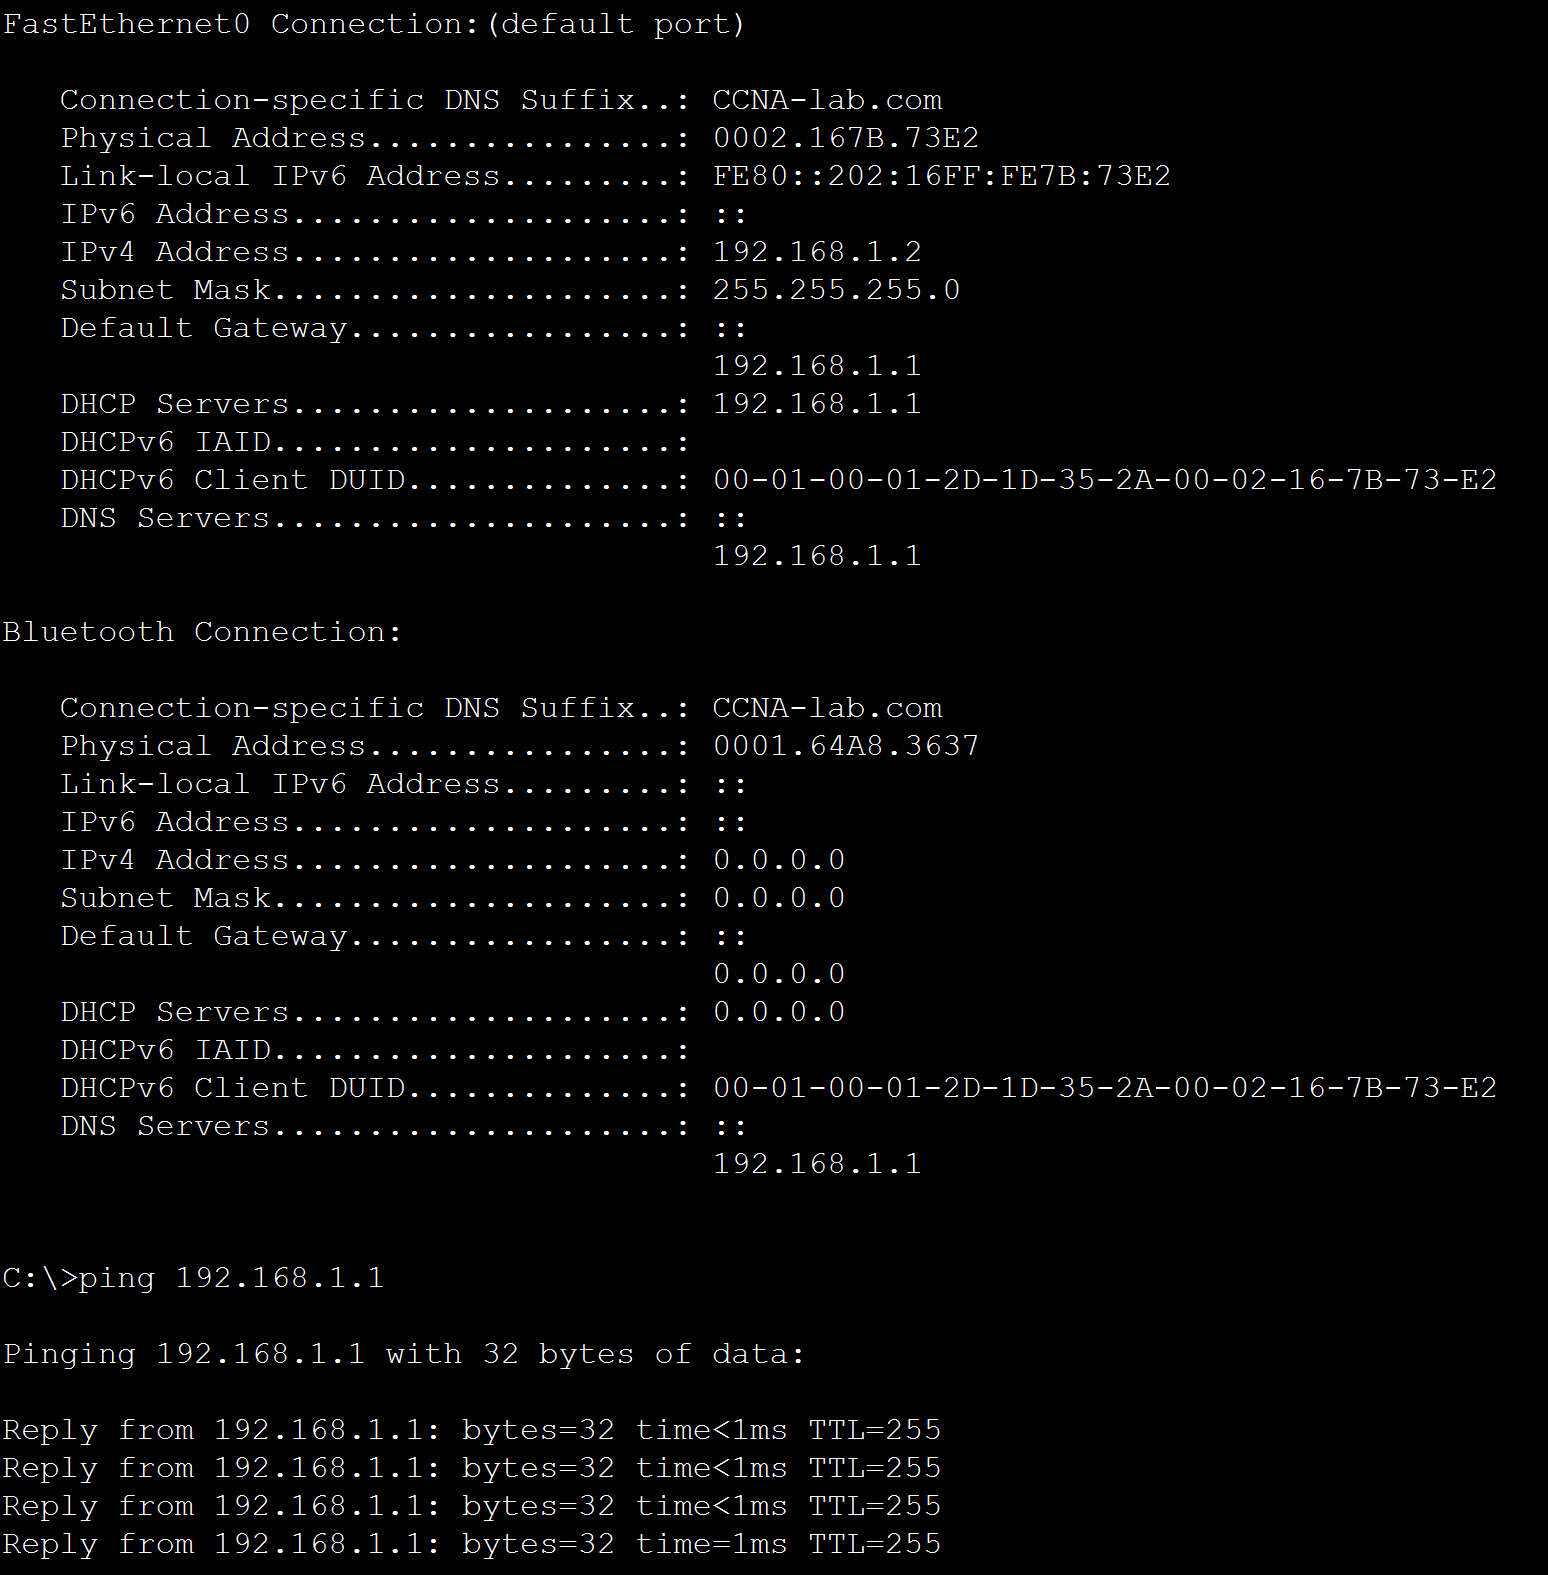 FastEthernet0 Connection:(default port)
Connection-specific DNS Suffix..: CCNA-lab.com
Physical Address................: 0002.167B.73E2
Link-local IPv6 Address.........: FE80::202:16FF:FE7B:73E2
IPv6 Address....................: ::
IPv4 Address....................: 192.168.1.2
Subnet Mask.....................: 255.255.255.0
Default Gateway.................: ::
192.168.1.1
DHCP Servers....................: 192.168.1.1
DHCPv6 IAID.....................:
DHCPv6 Client DUID..............: 00-01-00-01-2D-1D-35-2A-00-02-16-7B-73-E2
DNS Servers.....................: ::
192.168.1.1
Bluetooth Connection:
Connection-specific DNS Suffix..: CCNA-lab.com
Physical Address................: 0001.64A8.3637
Link-local IPv6 Address.........: ::
IPv6 Address....................: ::
IPv4 Address....................: 0.0.0.0
Subnet Mask.....................: 0.0.0.0
Default Gateway.................: ::
0.0.0.0
DHCP Servers....................: 0.0.0.0
DHCPv6 IAID.....................:
DHCPv6 Client DUID..............: 00-01-00-01-2D-1D-35-2A-00-02-16-7B-73-E2
DNS Servers.....................: ::
192.168.1.1
C:\>ping 192.168.1.1
Pinging 192.168.1.1 with 32 bytes of data:
Reply from 192.168.1.1: bytes=32 time<1ms TTL=255
Reply from 192.168.1.1: bytes=32 time<1ms TTL=255
Reply from 192.168.1.1: bytes=32 time<1ms TTL=255
Reply from 192.168.1.1: bytes=32 time=1ms TTL=255